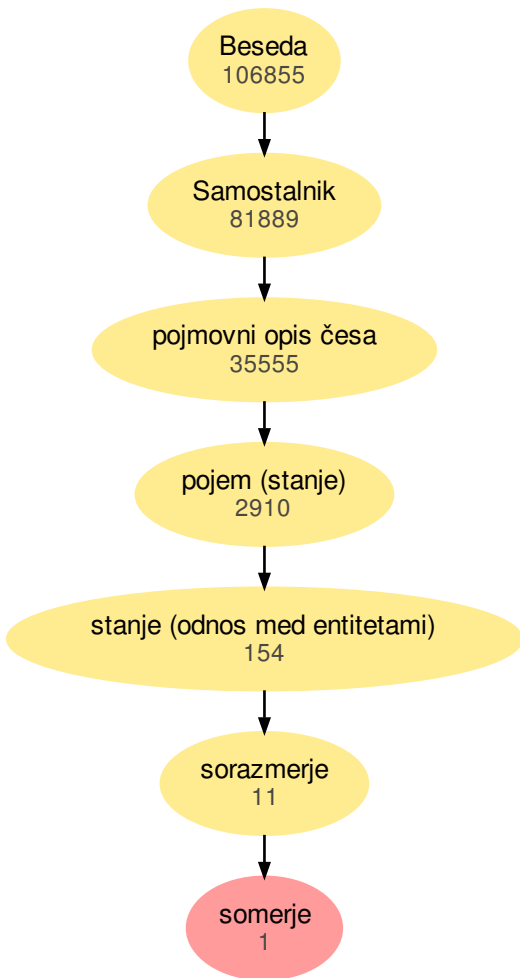 Beseda
106855
Samostalnik
81889
pojmovni opis česa
35555
pojem (stanje)
2910
stanje (odnos med entitetami)
154
sorazmerje
11
somerje
1